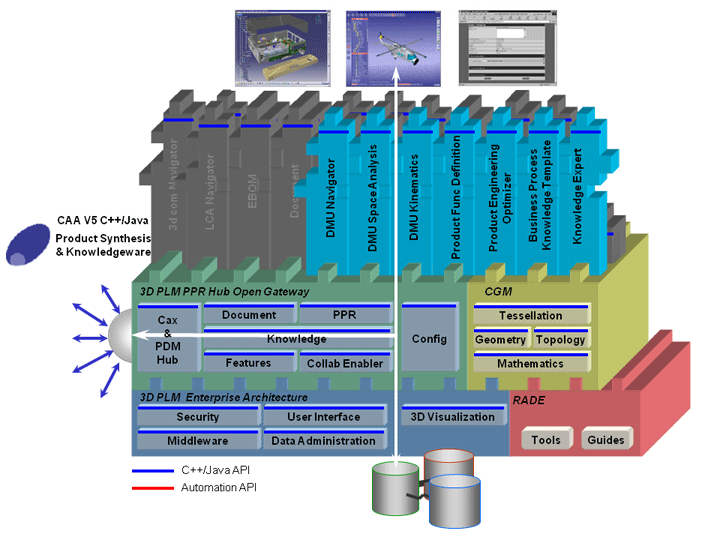 CAA V5 C++/Java
Product Synthesis
& Knowledgeware
3d com Navigator
LCA Navigator
EBOM
Document
DMU Navigator
DMU Space Analysis
DMU Kinematics
Product Func Definition
Product Engineering
Optimizer
Business Process
Knowledge Template
Knowledge Expert
3D PLM PPR Hub Open Gateway
CGM
Cax
&
PDM
Hub
Document
PPR
Knowledge
Features
Collab Enabler
Config
Tessellation
Geometry
Topology
Mathematics
3D PLM Enterprise Architecture
RADE
Security
User Interface
3D Visualization
Middleware
Data Administration
Tools
Guides
C++/Java API
Automation API